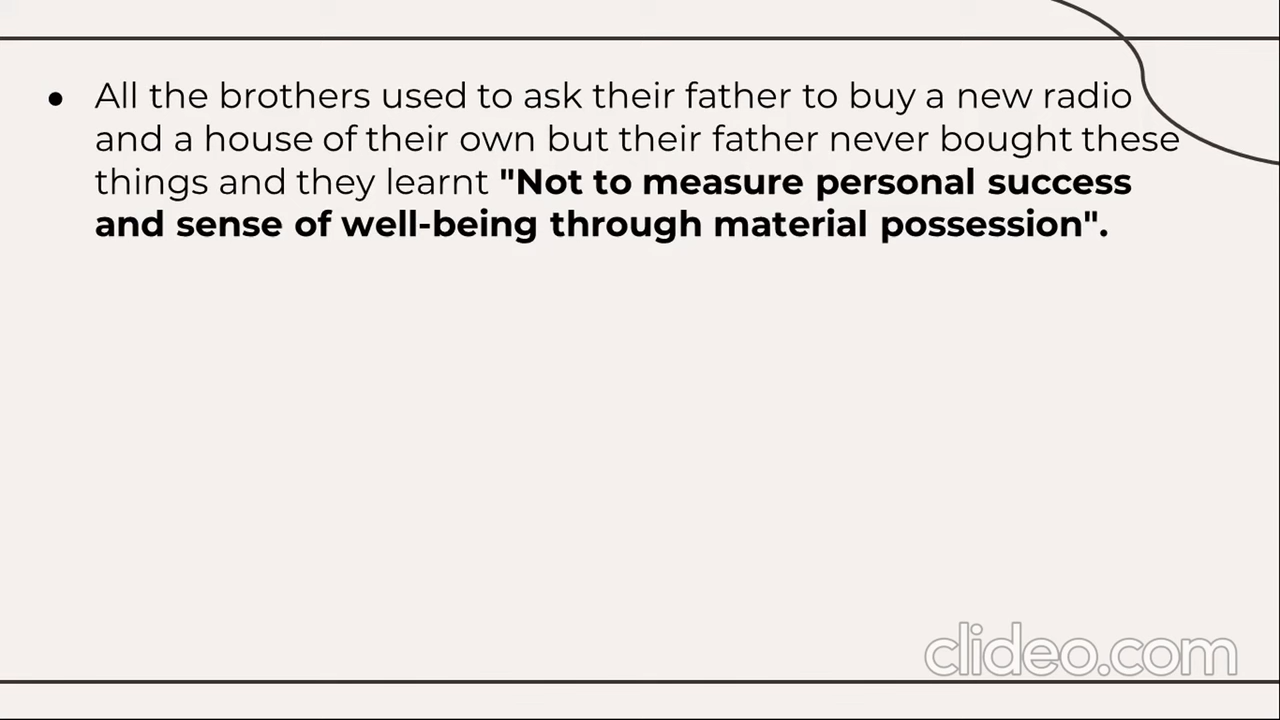 ● All the brothers used to ask their father to buy a new radio
and a house of their own but their father never bought these
things and they learnt "Not to measure personal success
and sense of well-being through material possession".
clideo.com